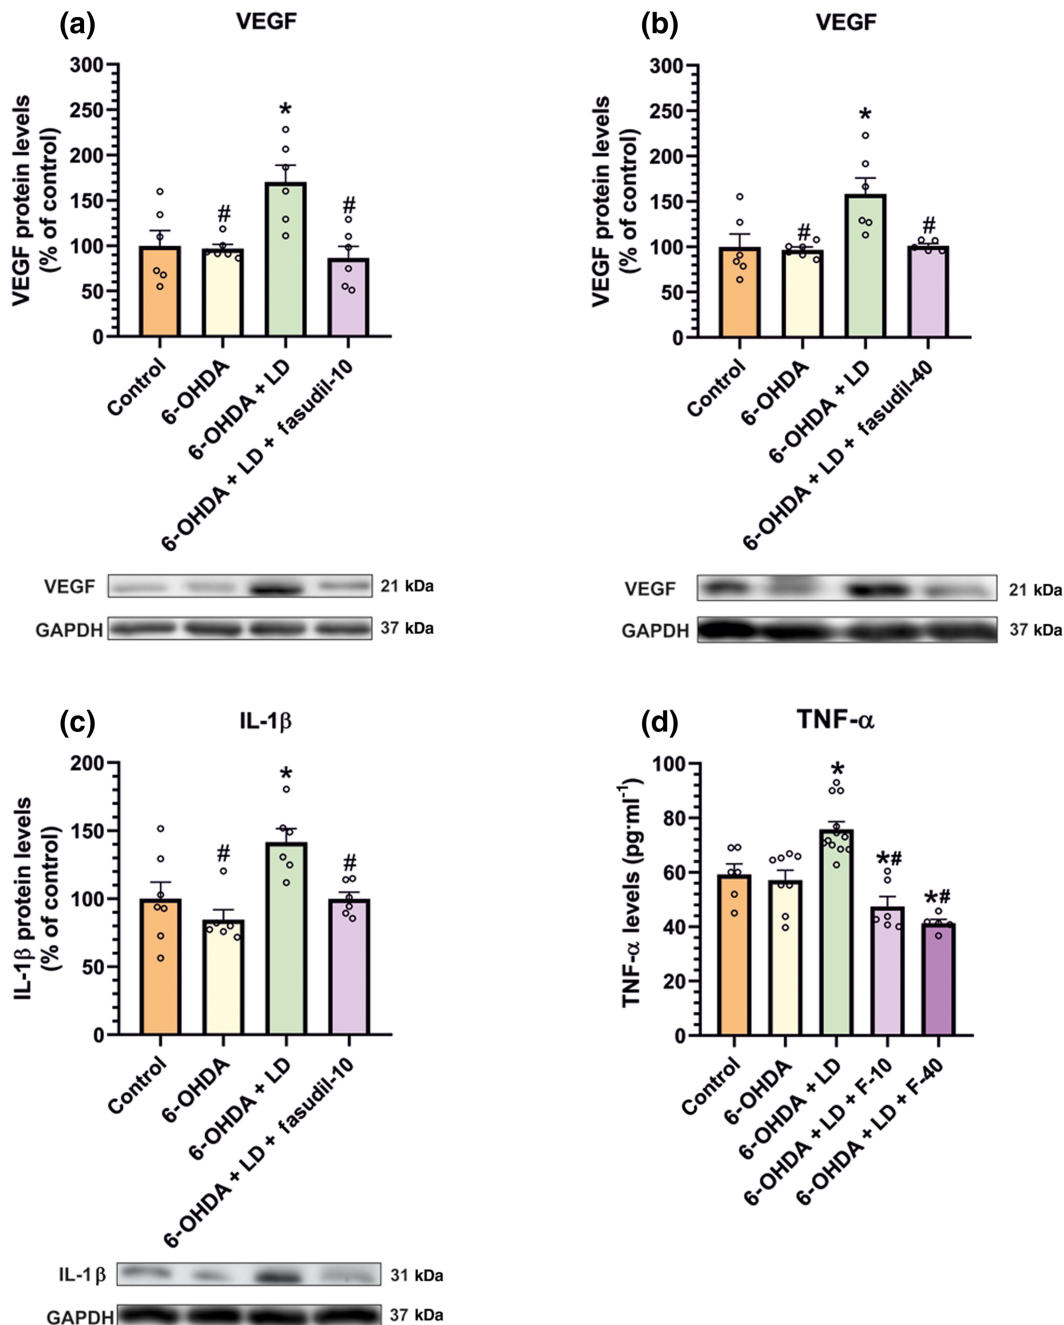 (a)
VEGF
VEGF protein levels
(% of control)
300
250
200
150
100
50
0
*
#
#
Control
6-OHDA
6-OHDA + LD
6-OHDA + LD + fasudil-10
VEGF
21 kDa
GAPDH
37 kDa
(b)
VEGF
VEGF protein levels
(% of control)
300
250
200
150
100
50
0
*
#
#
Control
6-OHDA
6-OHDA + LD
6-OHDA + LD + fasudil-40
VEGF
21 kDa
GAPDH
37 kDa
(c)
IL-1β
IL-1β protein levels
(% of control)
200
150
100
50
0
*
#
#
Control
6-OHDA
6-OHDA + LD
6-OHDA + LD + fasudil-10
IL-1β
31 kDa
GAPDH
37 kDa
(d)
TNF-α
TNF-α levels (pg·ml⁻¹)
100
80
60
40
20
0
*
*#
*#
Control
6-OHDA
6-OHDA + LD
6-OHDA + LD + F-10
6-OHDA + LD + F-40